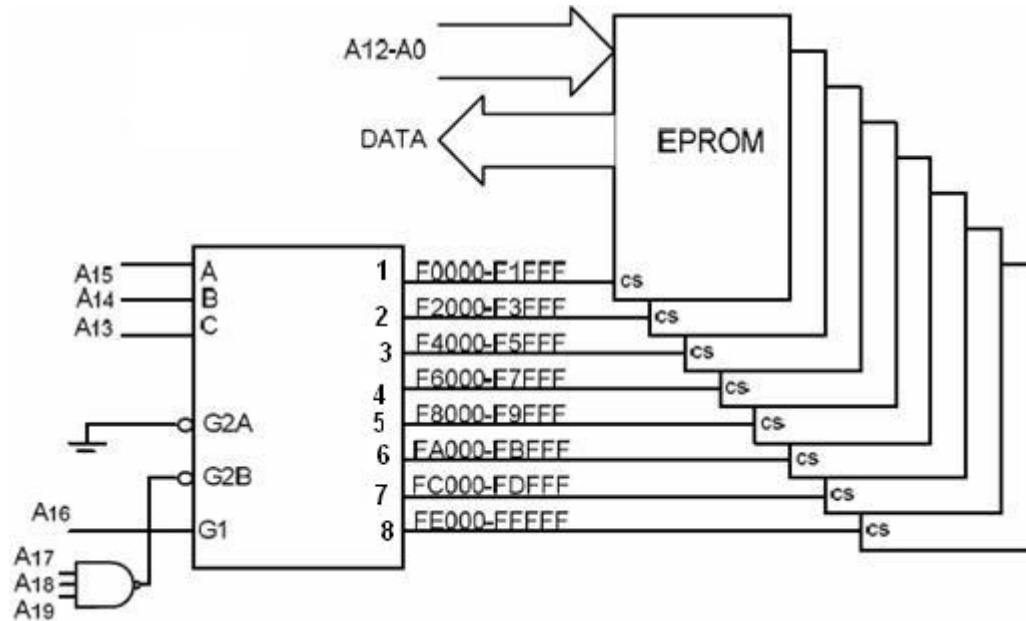 A12-A0
DATA
EPROM
A15
A14
A13
A
B
C
G2A
G2B
G1
A16
A17
A18
A19
1 F0000-F1FFF CS
2 F2000-F3FFF CS
3 F4000-F5FFF CS
4 F6000-F7FFF CS
5 F8000-F9FFF CS
6 FA000-FBFFF CS
7 FC000-FDFFF CS
8 FE000-FFFFF CS